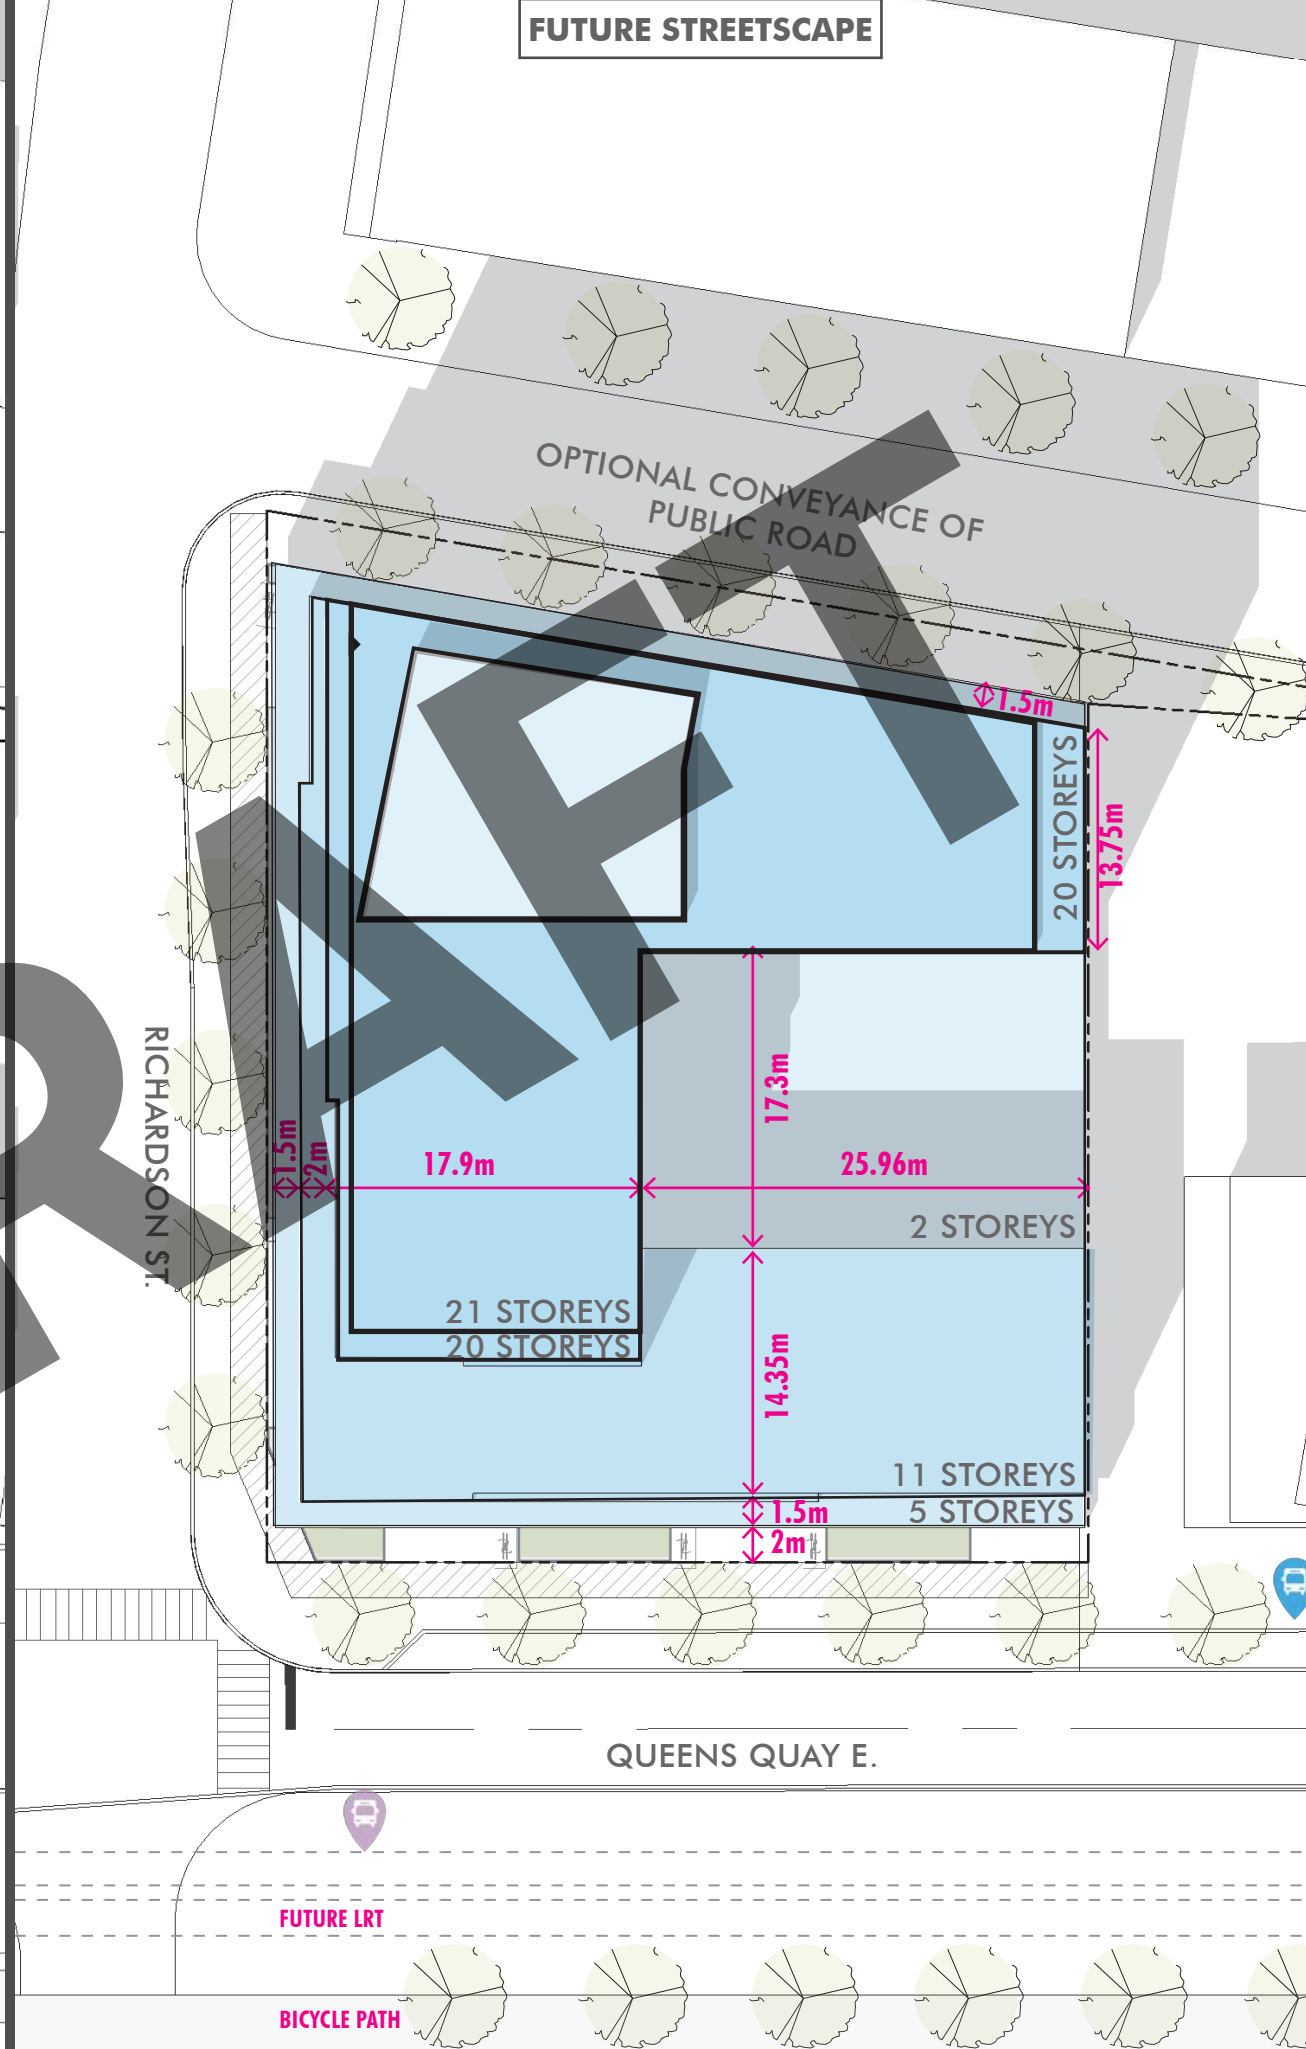 FUTURE STREETSCAPE
OPTIONAL CONVEYANCE OF
PUBLIC ROAD
1.5m
20 STOREYS
13.75m
RAFT
17.3m
RICHARDSON ST.
1.5m
2m
17.9m
25.96m
2 STOREYS
21 STOREYS
20 STOREYS
14.35m
11 STOREYS
1.5m
5 STOREYS
2m
QUEENS QUAY E.
FUTURE LRT
BICYCLE PATH